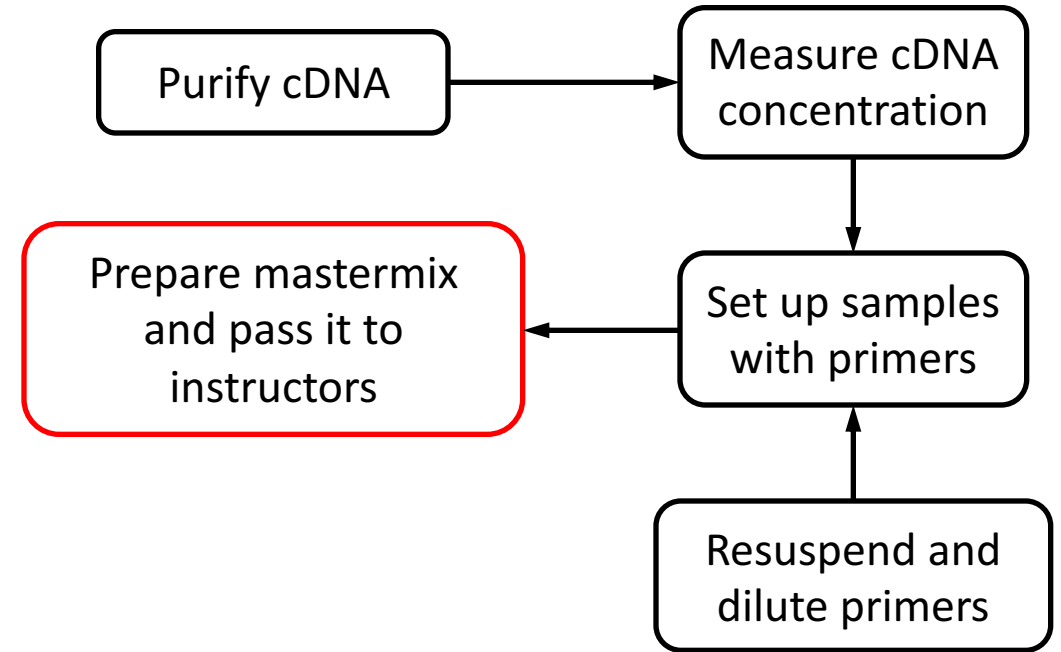 Purify cDNA
Measure cDNA
concentration
Prepare mastermix
and pass it to
instructors
Set up samples
with primers
Resuspend and
dilute primers